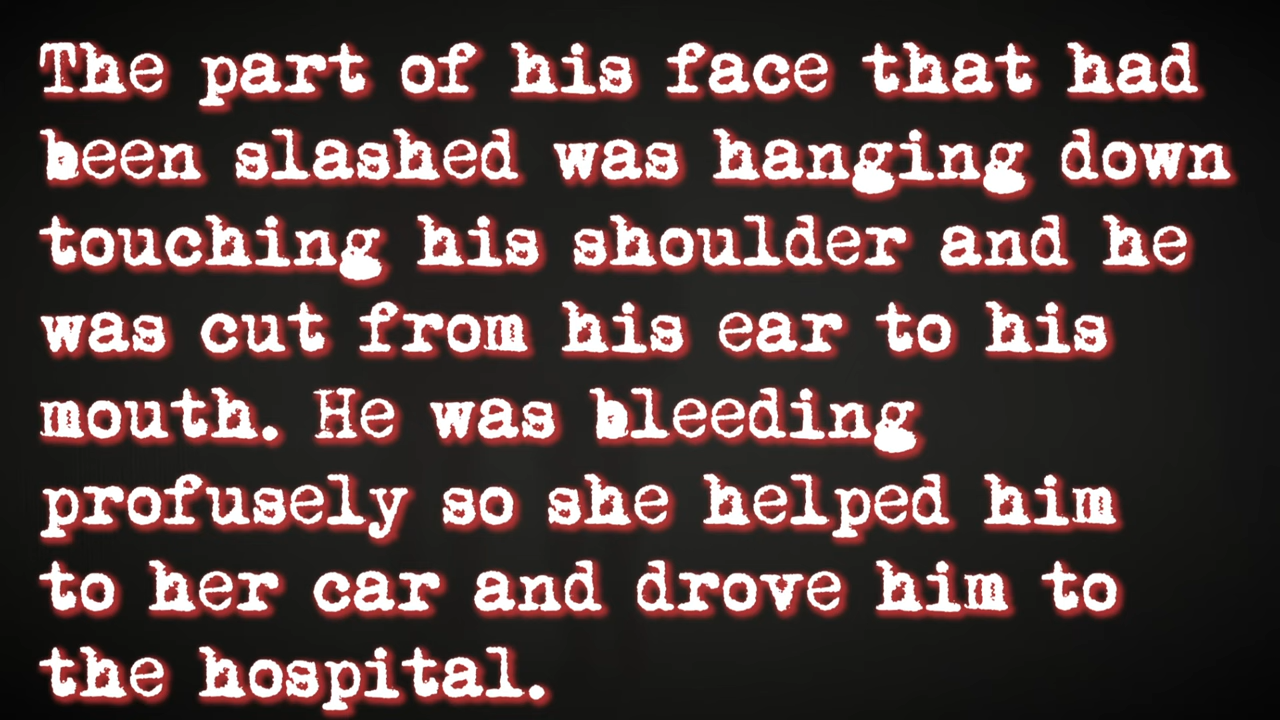 The part of his face that had
been slashed was hanging down
touching his shoulder and he
was cut from his ear to his
mouth. He was bleeding
profusely so she helped him
to her car and drove him to
the hospital.